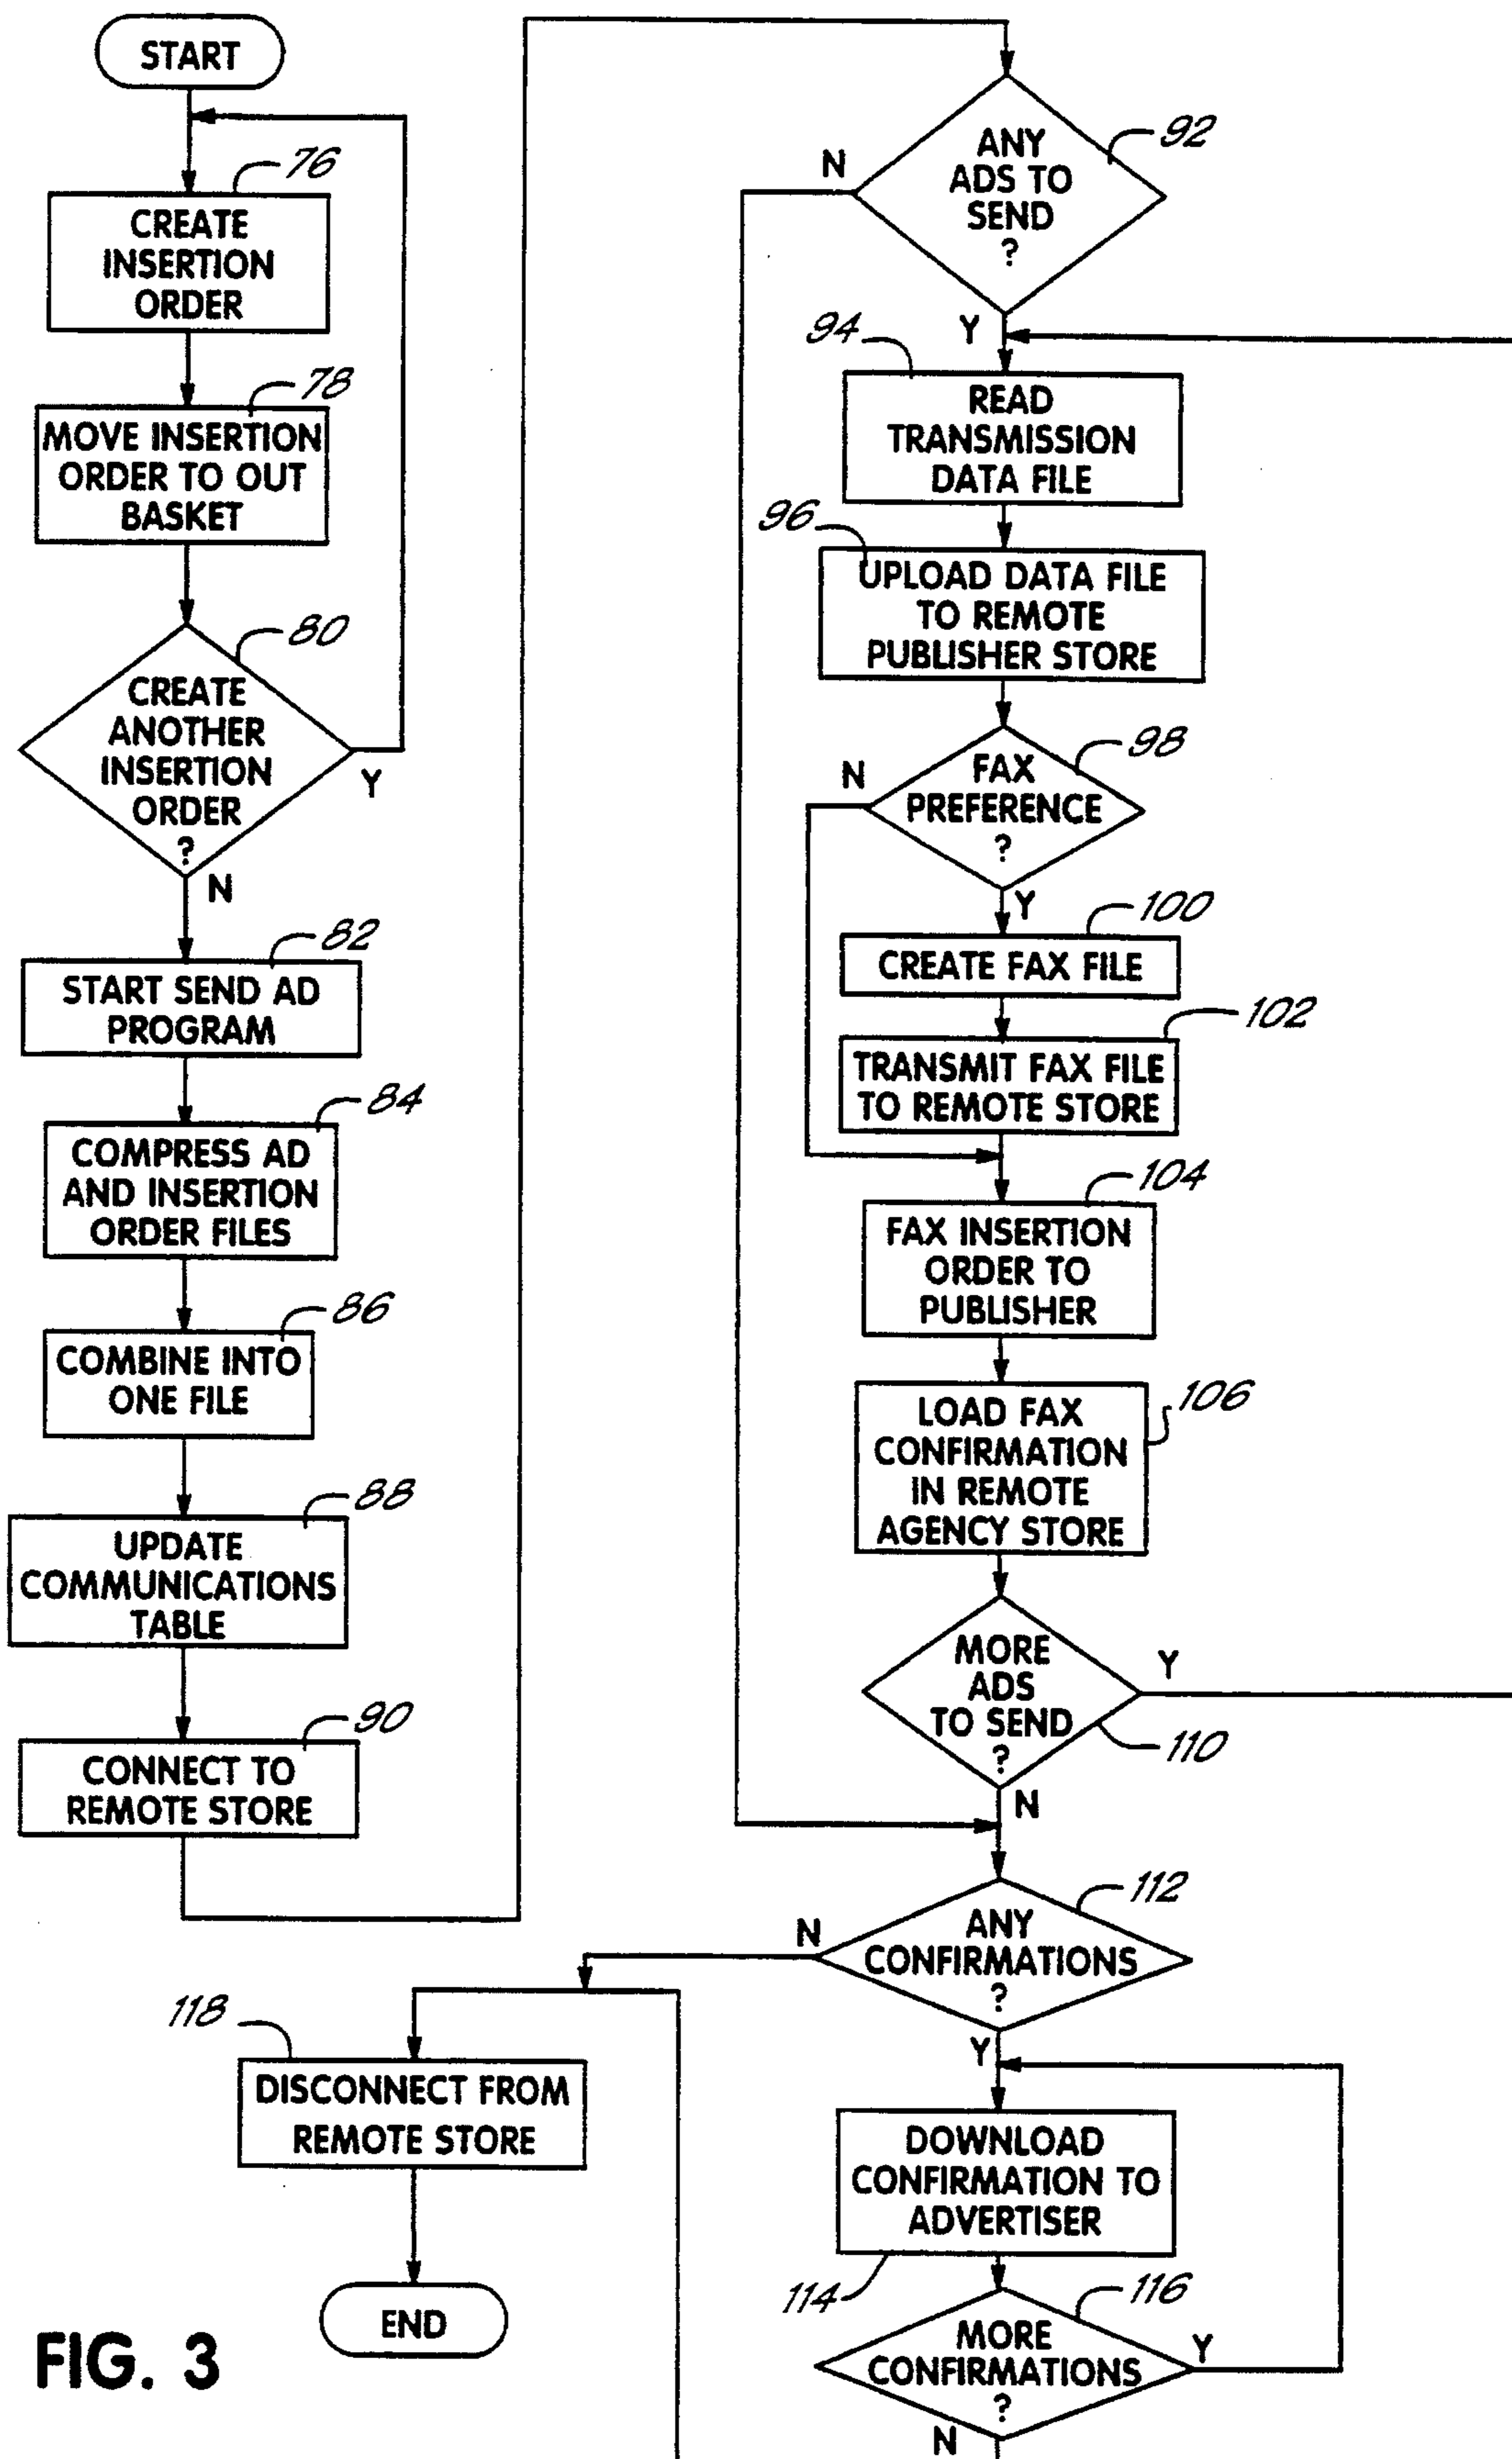 START
76
CREATE
INSERTION
ORDER
78
MOVE INSERTION
ORDER TO OUT
BASKET
80
CREATE
ANOTHER
INSERTION
ORDER
?
Y
N
82
START SEND AD
PROGRAM
84
COMPRESS AD
AND INSERTION
ORDER FILES
86
COMBINE INTO
ONE FILE
88
UPDATE
COMMUNICATIONS
TABLE
90
CONNECT TO
REMOTE STORE
92
ANY
ADS TO
SEND
?
N
Y
94
READ
TRANSMISSION
DATA FILE
96
UPLOAD DATA FILE
TO REMOTE
PUBLISHER STORE
98
FAX
PREFERENCE
?
N
Y
100
CREATE FAX FILE
102
TRANSMIT FAX FILE
TO REMOTE STORE
104
FAX INSERTION
ORDER TO
PUBLISHER
106
LOAD FAX
CONFIRMATION
IN REMOTE
AGENCY STORE
MORE
ADS
TO SEND
?
Y
110
N
112
ANY
CONFIRMATIONS
?
N
Y
DOWNLOAD
CONFIRMATION TO
ADVERTISER
114
116
MORE
CONFIRMATIONS
?
Y
N
118
DISCONNECT FROM
REMOTE STORE
END
FIG. 3